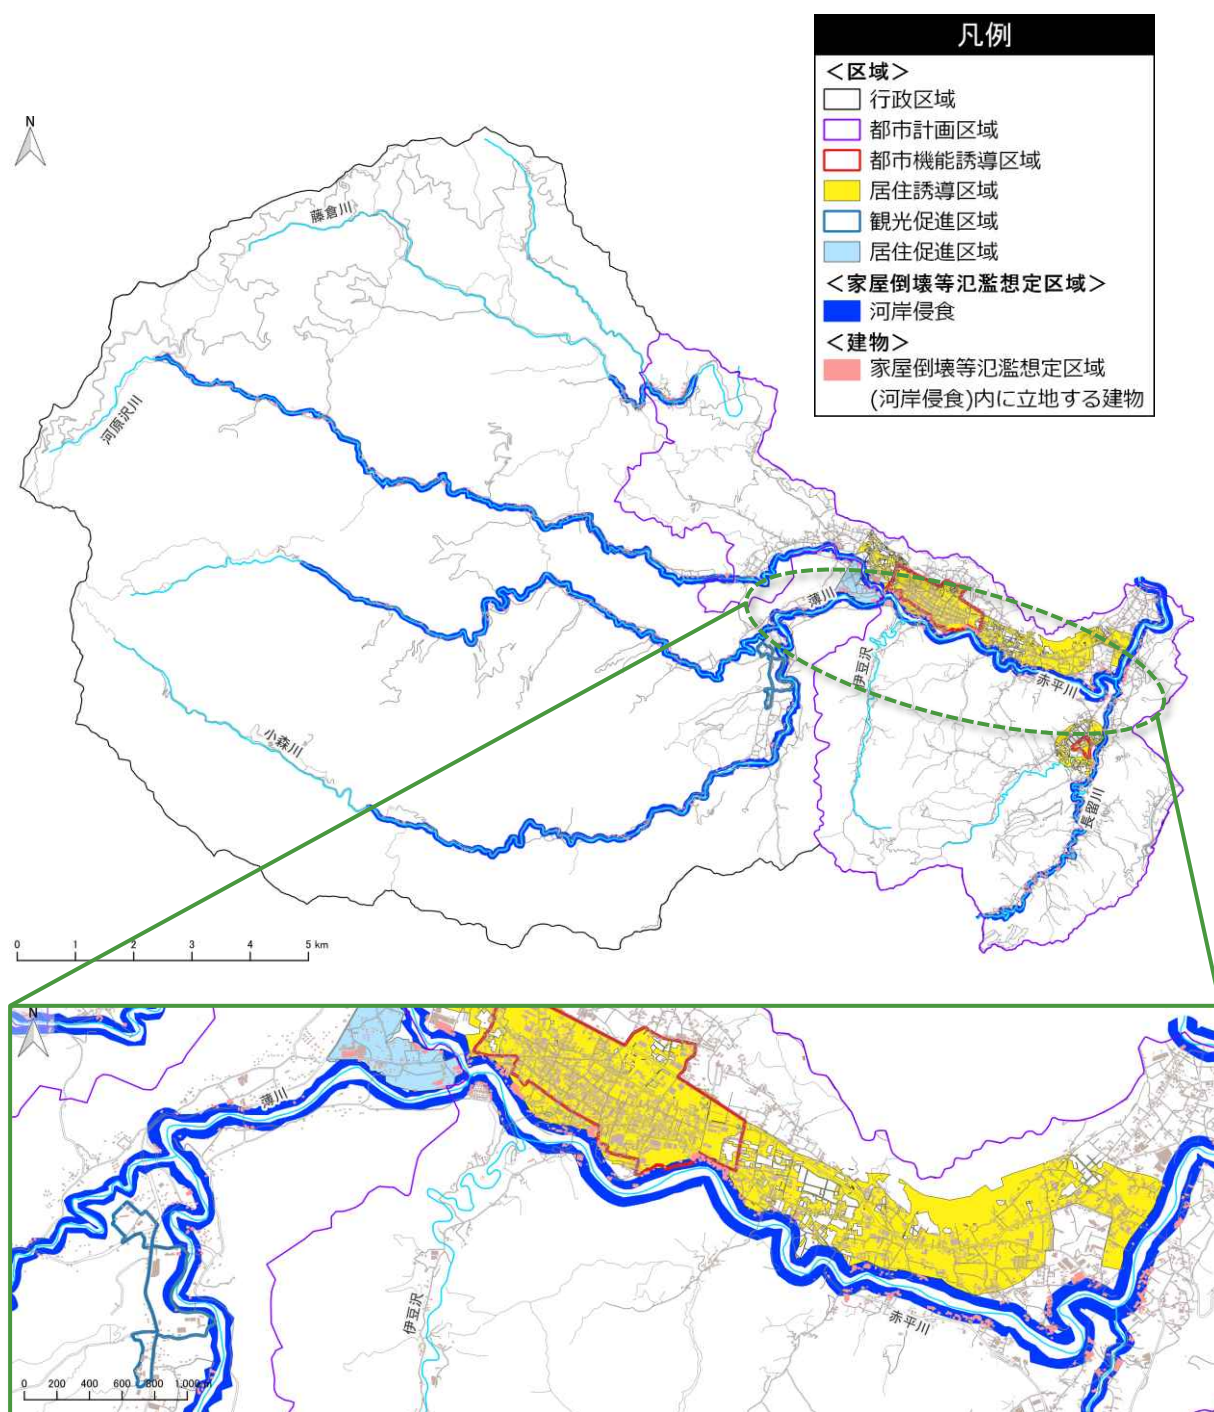 凡例
＜区域＞
行政区域
都市計画区域
都市機能誘導区域
居住誘導区域
観光促進区域
居住促進区域
＜家屋倒壊等氾濫想定区域＞
河岸侵食
＜建物＞
家屋倒壊等氾濫想定区域
(河岸侵食)内に立地する建物
N
藤倉川
河原沢川
薄川
伊豆沢
赤平川
小森川
長留川
0 1 2 3 4 5 km
N
薄川
伊豆沢
赤平川
0 200 400 600 800 1,000 m